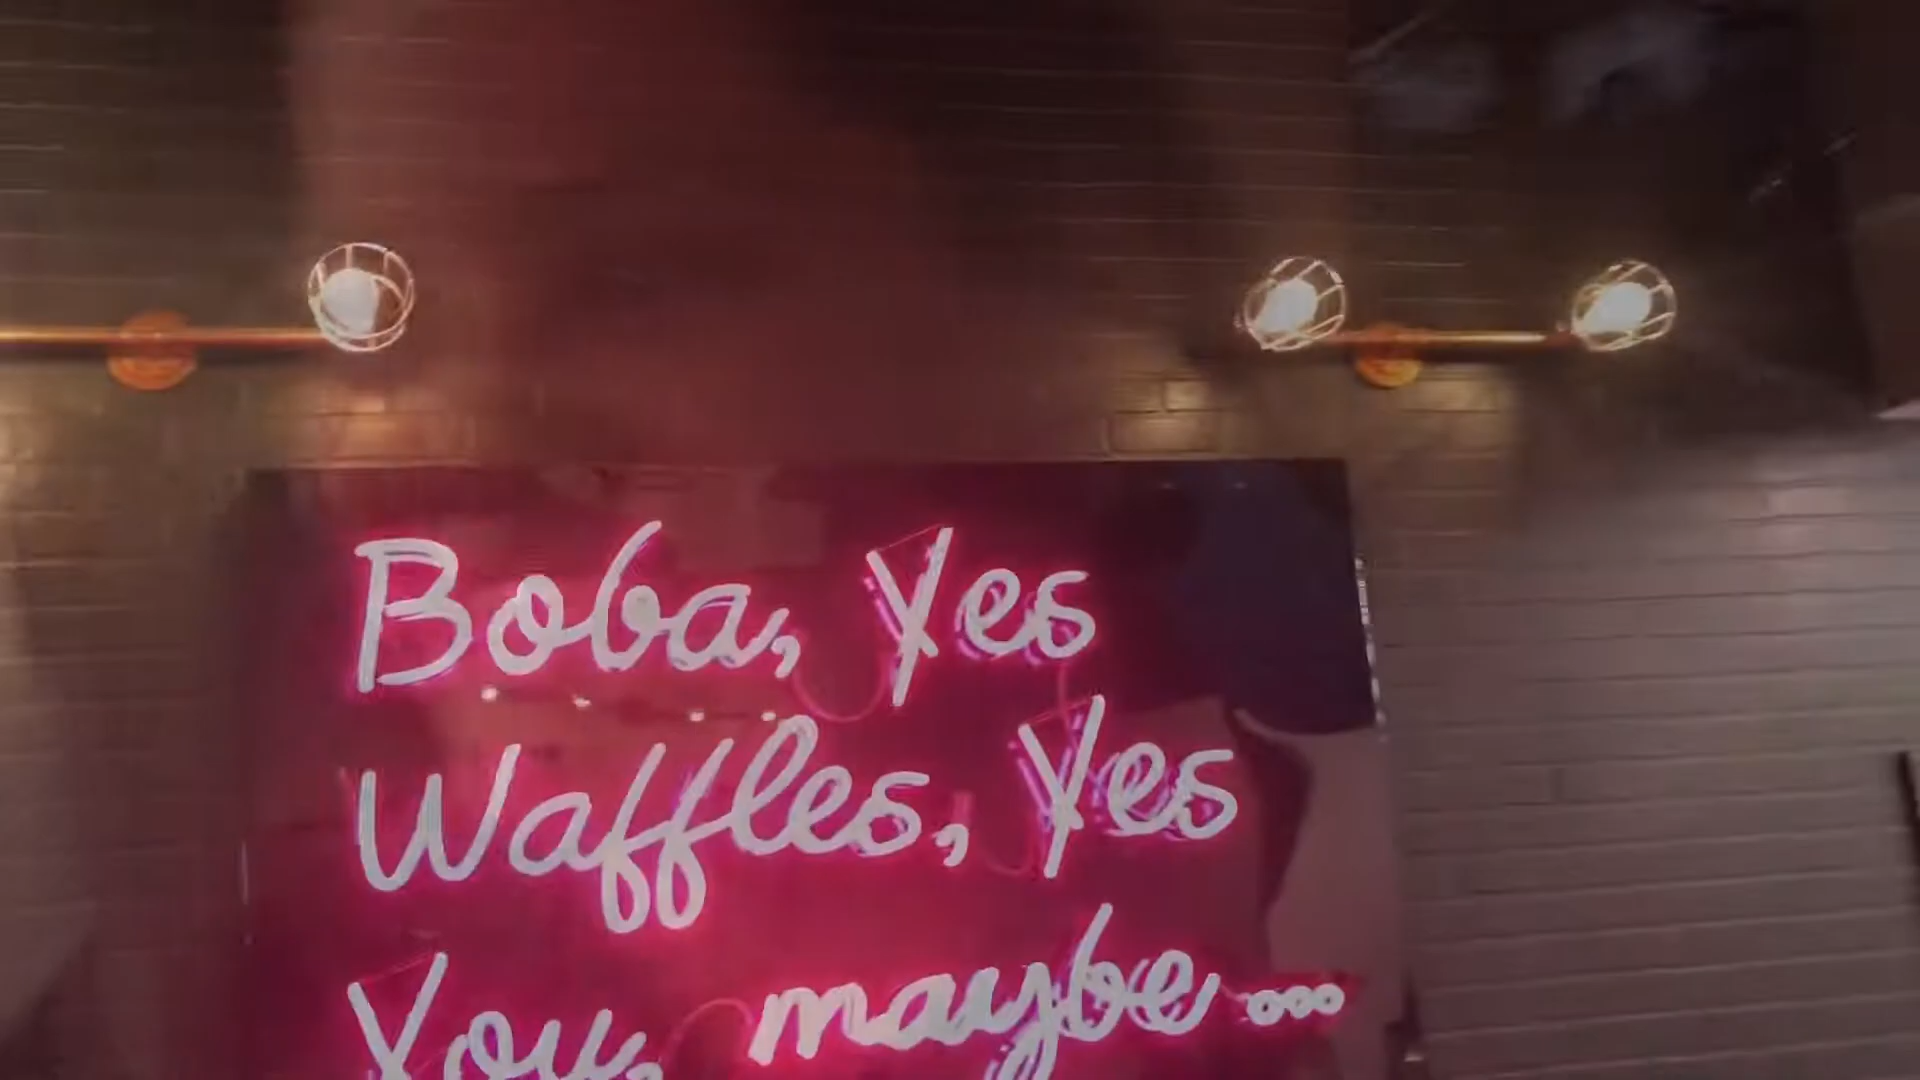 Boba, Yes
Waffles, Yes
You, maybe...